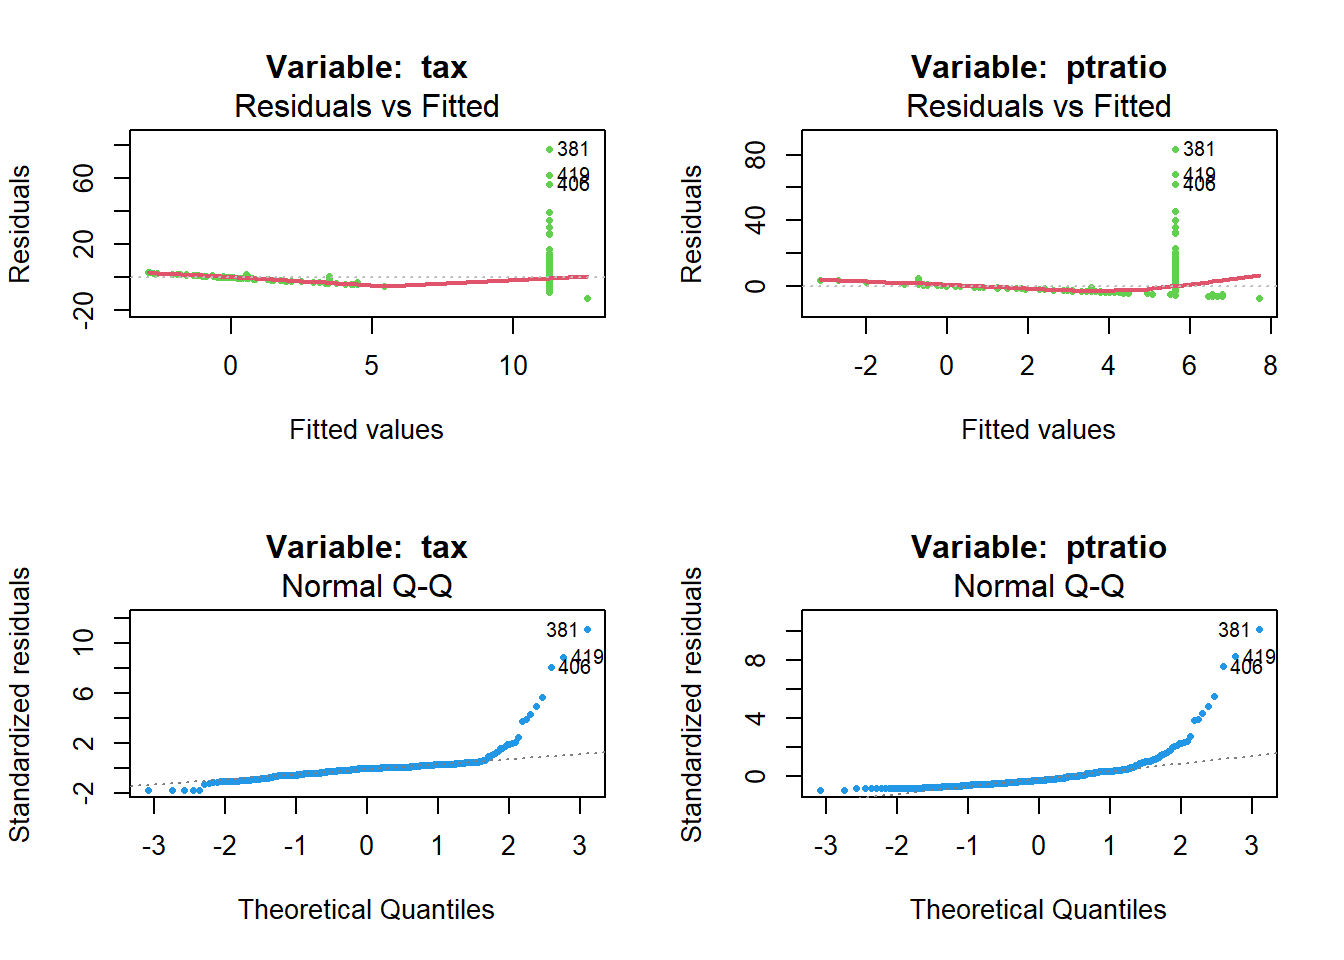 Variable:  tax
Residuals vs Fitted
Residuals
60
20
-20
381
419
406
0 5 10
Fitted values
Variable:  ptratio
Residuals vs Fitted
Residuals
80
40
0
381
419
406
-2 0 2 4 6 8
Fitted values
Variable:  tax
Normal Q-Q
Standardized residuals
10
6
2
-2
381
419
406
-3 -2 -1 0 1 2 3
Theoretical Quantiles
Variable:  ptratio
Normal Q-Q
Standardized residuals
8
4
0
381
419
406
-3 -2 -1 0 1 2 3
Theoretical Quantiles